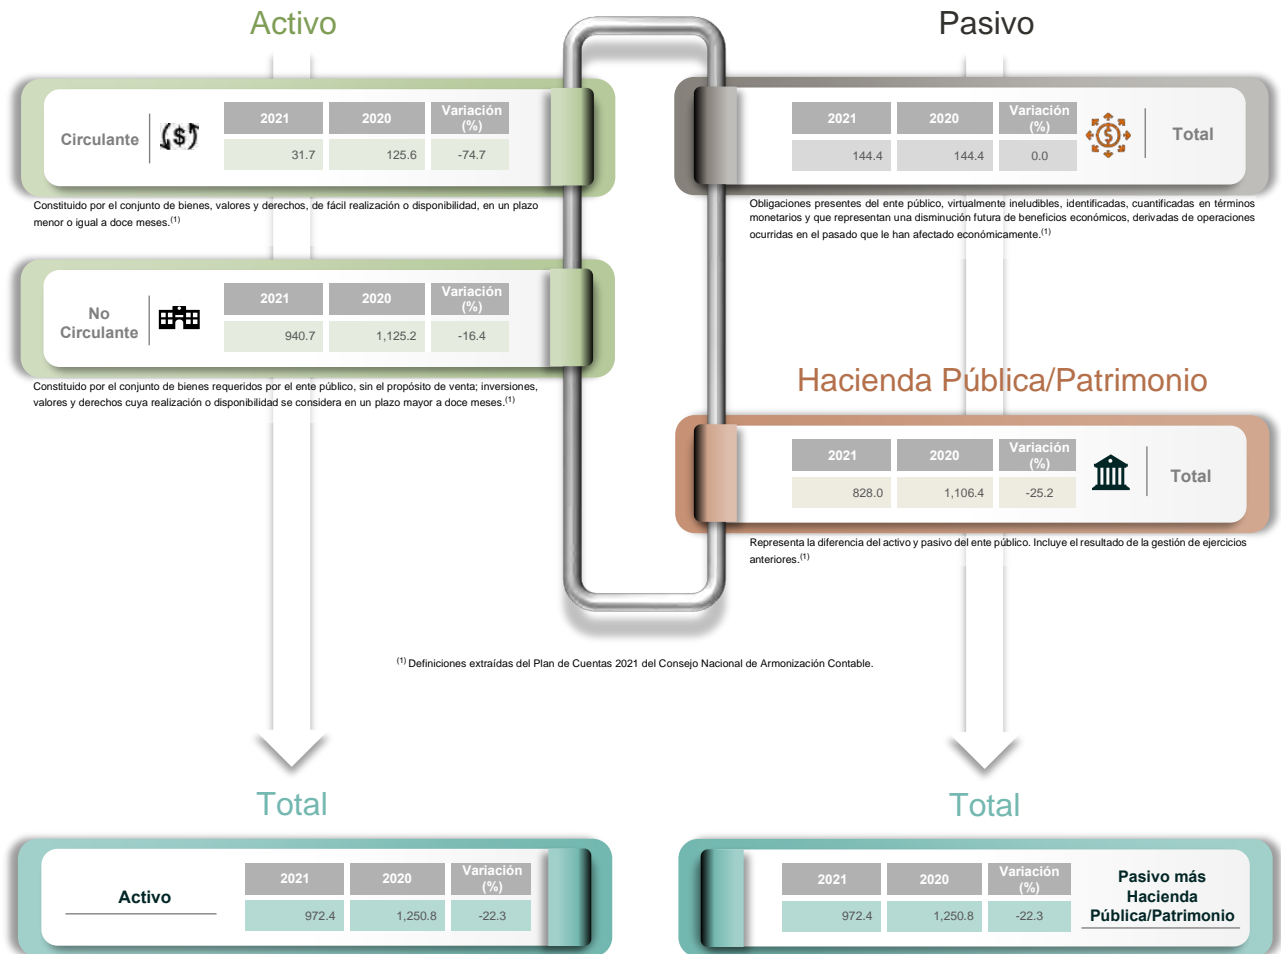 Activo
Circulante
2021 2020 Variación (%)
31.7 125.6 -74.7
Constituido por el conjunto de bienes, valores y derechos, de fácil realización o disponibilidad, en un plazo
menor o igual a doce meses.(1)
No
Circulante
2021 2020 Variación (%)
940.7 1,125.2 -16.4
Constituido por el conjunto de bienes requeridos por el ente público, sin el propósito de venta; inversiones,
valores y derechos cuya realización o disponibilidad se considera en un plazo mayor a doce meses.(1)
Pasivo
2021 2020 Variación (%)
144.4 144.4 0.0
Total
Obligaciones presentes del ente público, virtualmente ineludibles, identificadas, cuantificadas en términos
monetarios y que representan una disminución futura de beneficios económicos, derivadas de operaciones
ocurridas en el pasado que le han afectado económicamente.(1)
Hacienda Pública/Patrimonio
2021 2020 Variación (%)
828.0 1,106.4 -25.2
Total
Representa la diferencia del activo y pasivo del ente público. Incluye el resultado de la gestión de ejercicios
anteriores.(1)
(1) Definiciones extraídas del Plan de Cuentas 2021 del Consejo Nacional de Armonización Contable.
Total
Activo
2021 2020 Variación (%)
972.4 1,250.8 -22.3
Total
2021 2020 Variación (%)
972.4 1,250.8 -22.3
Pasivo más
Hacienda
Pública/Patrimonio